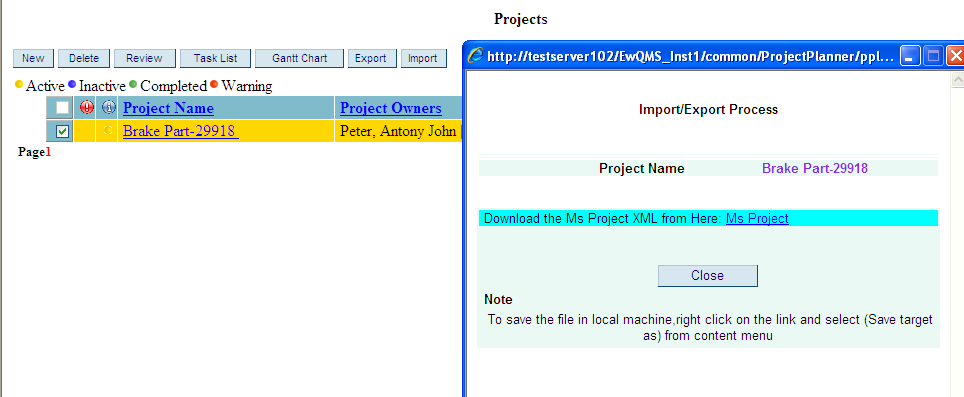 Projects
New Delete Review Task List Gantt Chart Export Import
Active Inactive Completed Warning
Project Name Project Owners
Brake Part-29918 Peter, Antony John
Page1
http://testserver102/EwQMS_Inst1/common/ProjectPlanner/ppl...
Import/Export Process
Project Name Brake Part-29918
Download the Ms Project XML from Here: Ms Project
Close
Note
To save the file in local machine,right click on the link and select (Save target
as) from content menu